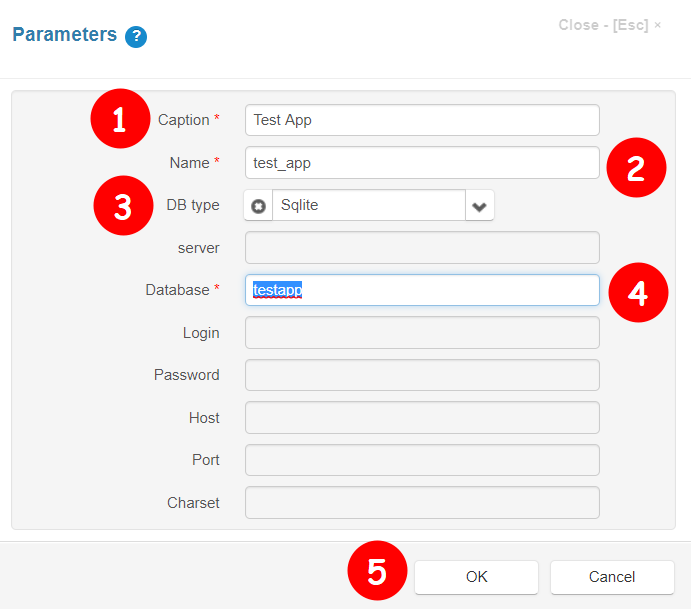 Parameters ?
Close - [Esc] ×
1 Caption * Test App
Name * test_app 2
3 DB type Sqlite
server
Database * testapp 4
Login
Password
Host
Port
Charset
5 OK Cancel